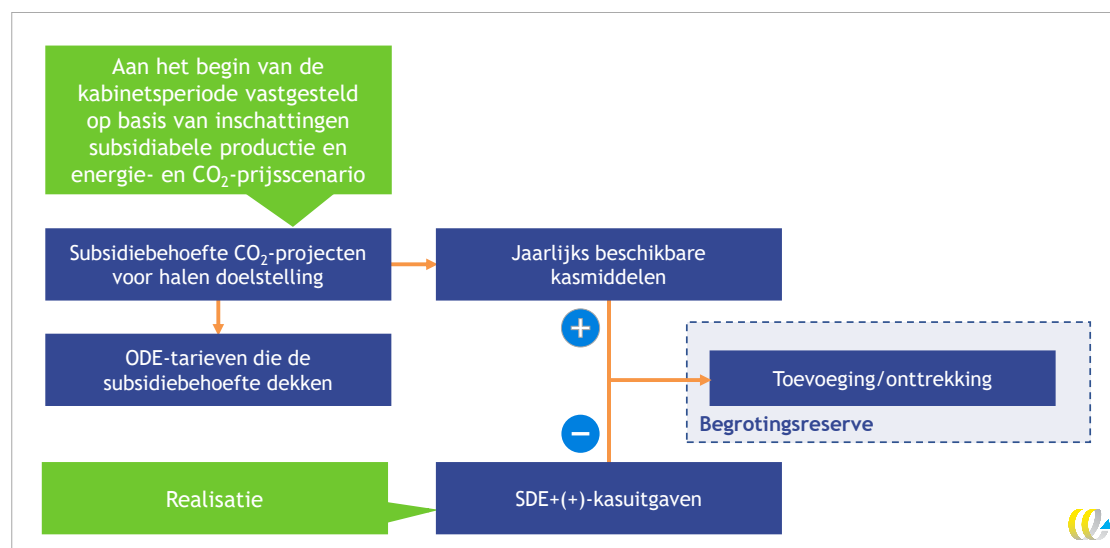 Aan het begin van de
kabinetsperiode vastgesteld
op basis van inschattingen
subsidiabele productie en
energie- en CO₂-prijsscenario
Subsidiebehoefte CO₂-projecten
voor halen doelstelling
Jaarlijks beschikbare
kasmiddelen
+
ODE-tarieven die de
subsidiebehoefte dekken
Toevoeging/onttrekking
Begrotingsreserve
−
Realisatie
SDE+(+)-kasuitgaven